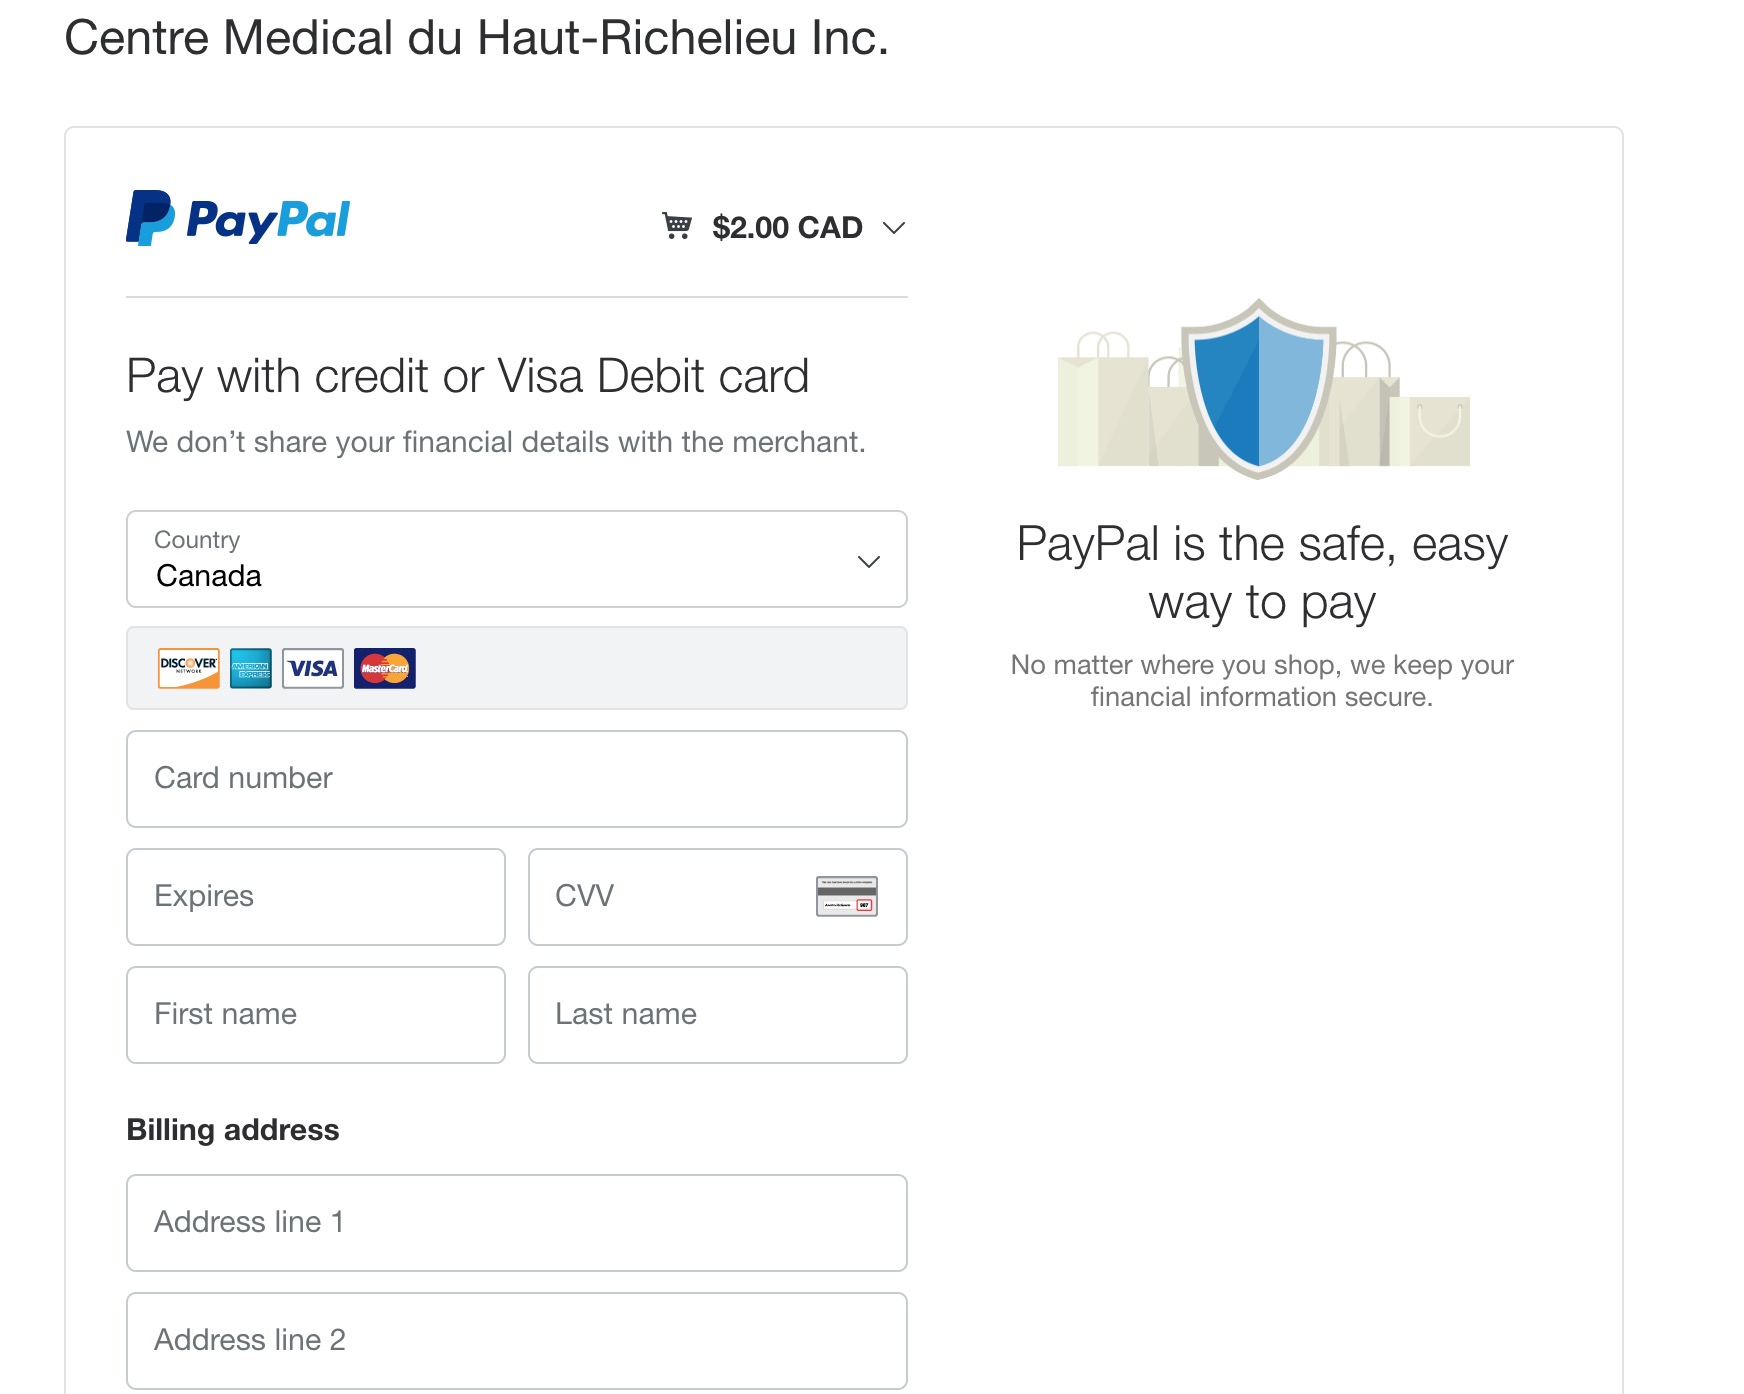 Centre Medical du Haut-Richelieu Inc.
PayPal
$2.00 CAD
Pay with credit or Visa Debit card
We don’t share your financial details with the merchant.
Country
Canada
DISCOVER
NETWORK
AMERICAN
EXPRESS
VISA
MasterCard
Card number
Expires
CVV
First name
Last name
Billing address
Address line 1
Address line 2
PayPal is the safe, easy
way to pay
No matter where you shop, we keep your
financial information secure.